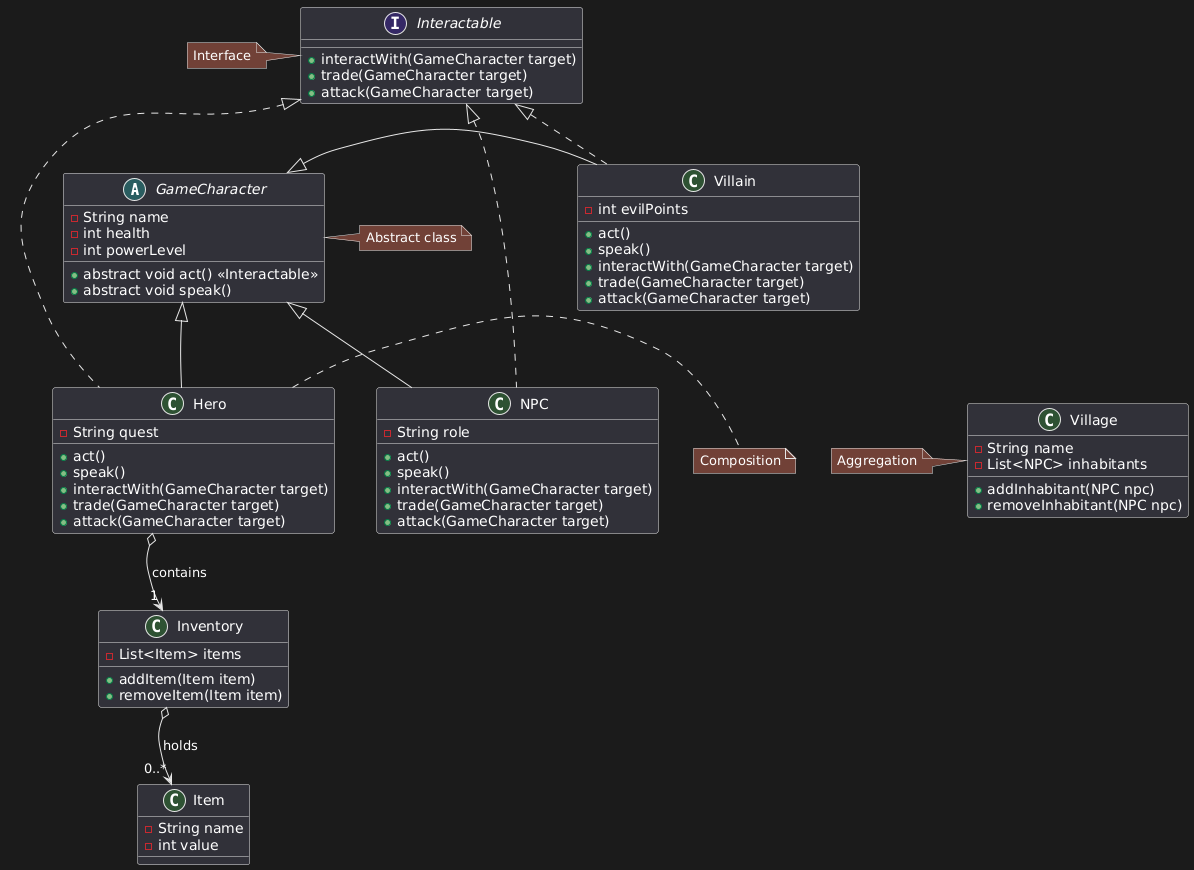 I Interactable
Interface
interactWith(GameCharacter target)
trade(GameCharacter target)
attack(GameCharacter target)
A GameCharacter
String name
int health
int powerLevel
abstract void act() «Interactable»
abstract void speak()
Abstract class
C Villain
int evilPoints
act()
speak()
interactWith(GameCharacter target)
trade(GameCharacter target)
attack(GameCharacter target)
C Hero
String quest
act()
speak()
interactWith(GameCharacter target)
trade(GameCharacter target)
attack(GameCharacter target)
C NPC
String role
act()
speak()
interactWith(GameCharacter target)
trade(GameCharacter target)
attack(GameCharacter target)
Composition
Aggregation
C Village
String name
List<NPC> inhabitants
addInhabitant(NPC npc)
removeInhabitant(NPC npc)
contains
1
C Inventory
List<Item> items
addItem(Item item)
removeItem(Item item)
holds
0..*
C Item
String name
int value